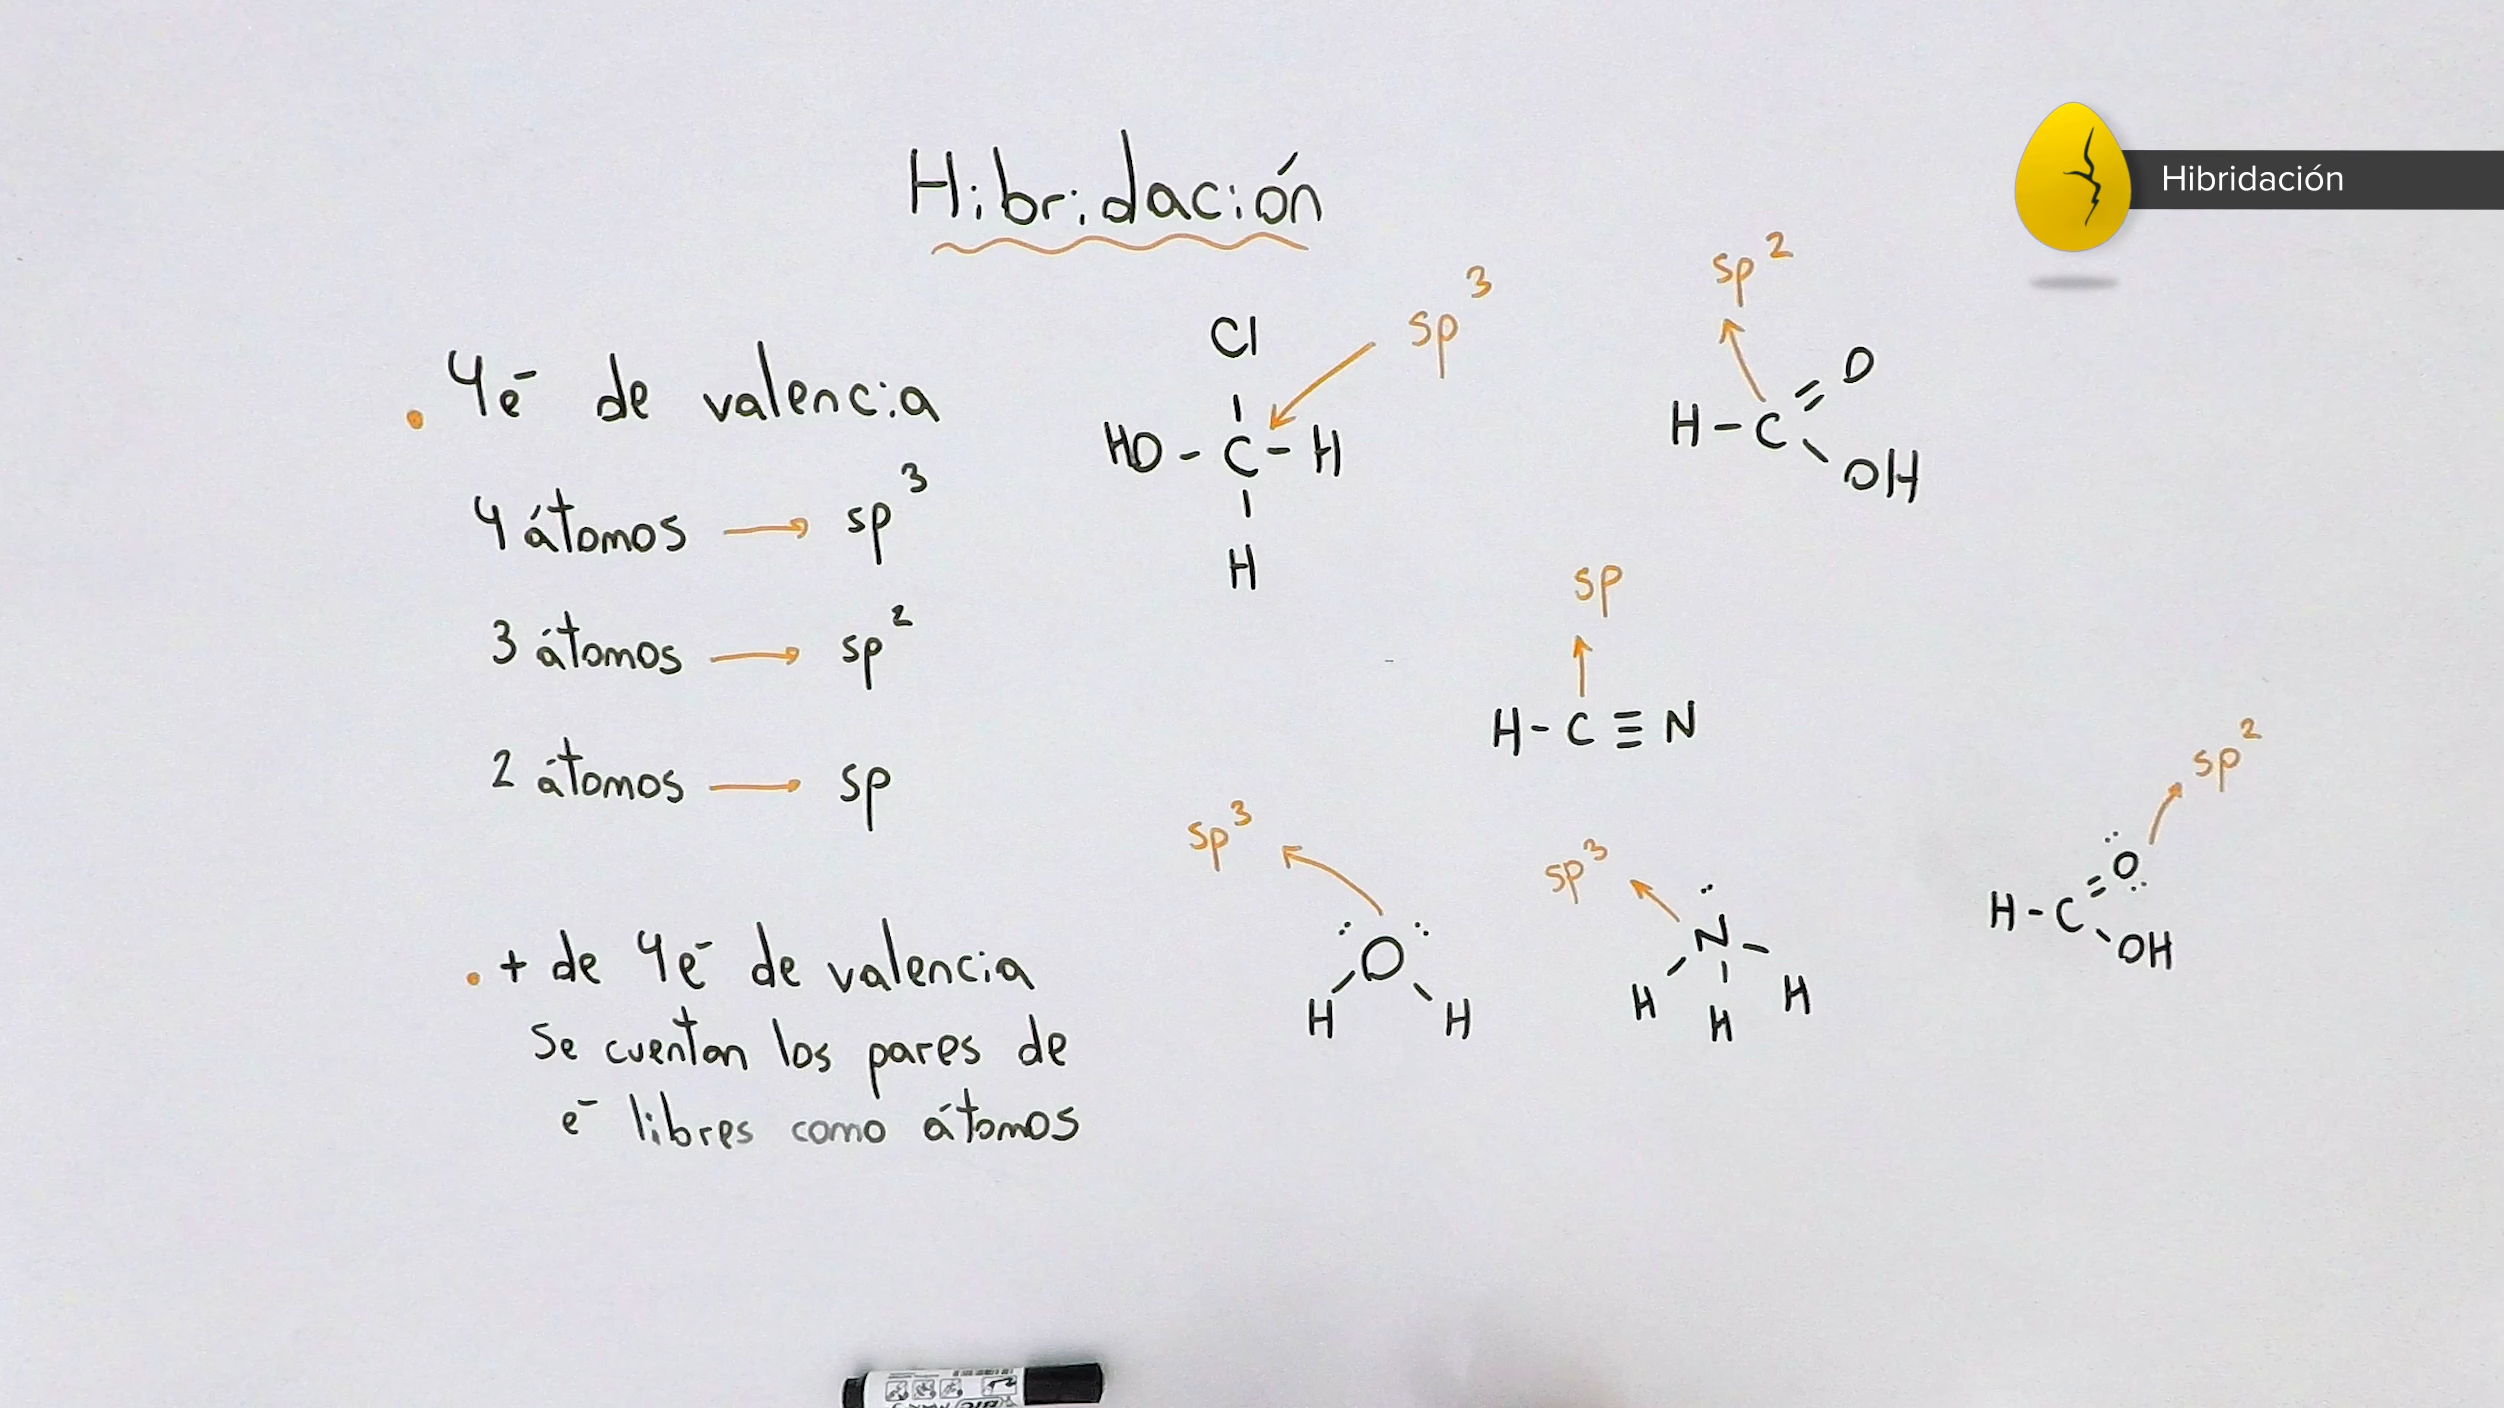 Hibridación
Hibridación
• 4e⁻ de valencia
4 átomos → sp³
3 átomos → sp²
2 átomos → sp
• + de 4e⁻ de valencia
Se cuentan los pares de
e⁻ libres como átomos
sp³
Cl
HO - C - H
H
sp²
O
H - C =
OH
sp
H - C ≡ N
sp³
O
H H
sp³
N
H H H
sp²
O
H - C =
OH